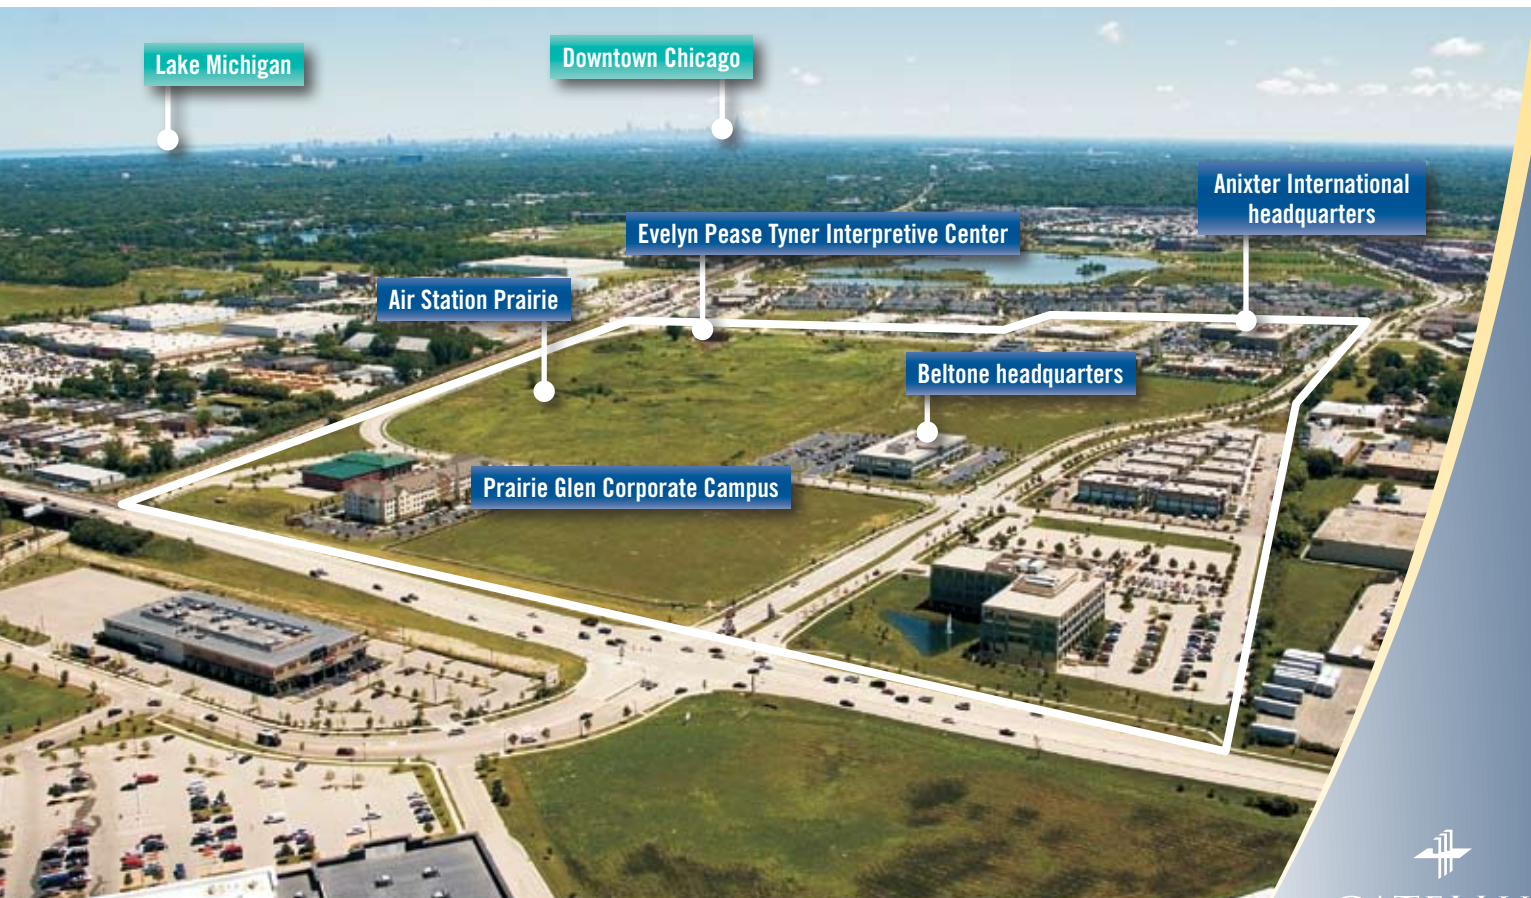 Lake Michigan
Downtown Chicago
Anixter International
headquarters
Evelyn Pease Tyner Interpretive Center
Air Station Prairie
Beltone headquarters
Prairie Glen Corporate Campus